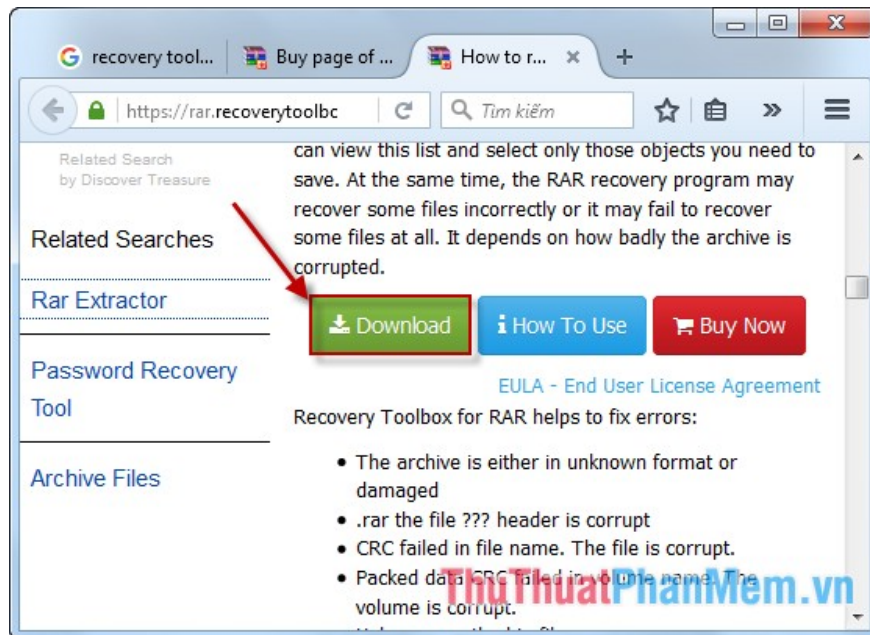 recovery tool...
Buy page of ...
How to r...
https://rar.recoverytoolbc
Tìm kiếm
Related Search
by Discover Treasure
Related Searches
Rar Extractor
Password Recovery
Tool
Archive Files
can view this list and select only those objects you need to
save. At the same time, the RAR recovery program may
recover some files incorrectly or it may fail to recover
some files at all. It depends on how badly the archive is
corrupted.
Download
How To Use
Buy Now
EULA - End User License Agreement
Recovery Toolbox for RAR helps to fix errors:
• The archive is either in unknown format or
damaged
• .rar the file ??? header is corrupt
• CRC failed in file name. The file is corrupt.
• Packed data CRC failed in volume name. The
volume is corrupt.
ThuThuatPhanMem.vn